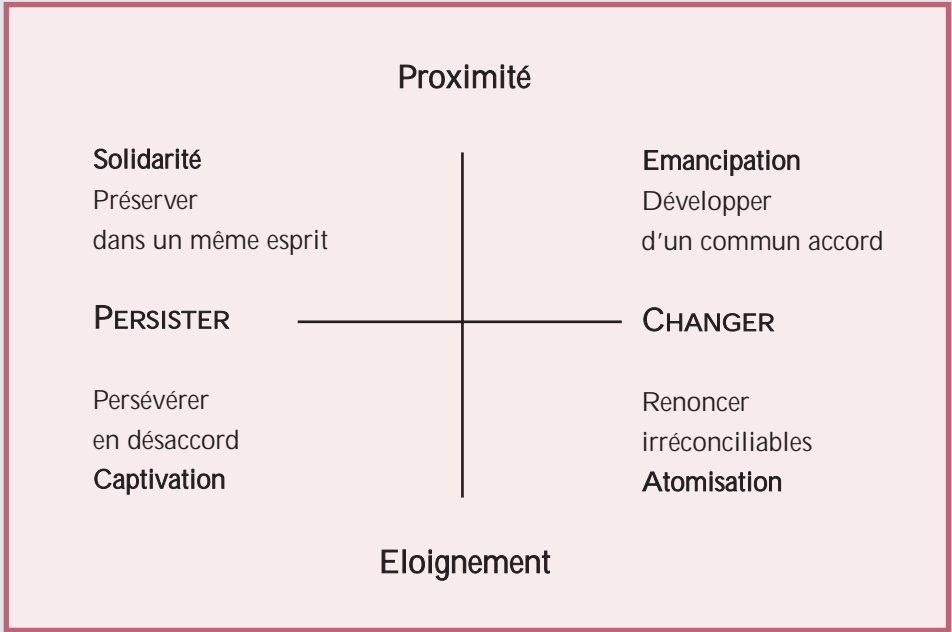 Proximité
Solidarité
Préserver
dans un même esprit
Emancipation
Développer
d'un commun accord
PERSISTER
CHANGER
Persévérer
en désaccord
Captivation
Renoncer
irréconciliables
Atomisation
Eloignement